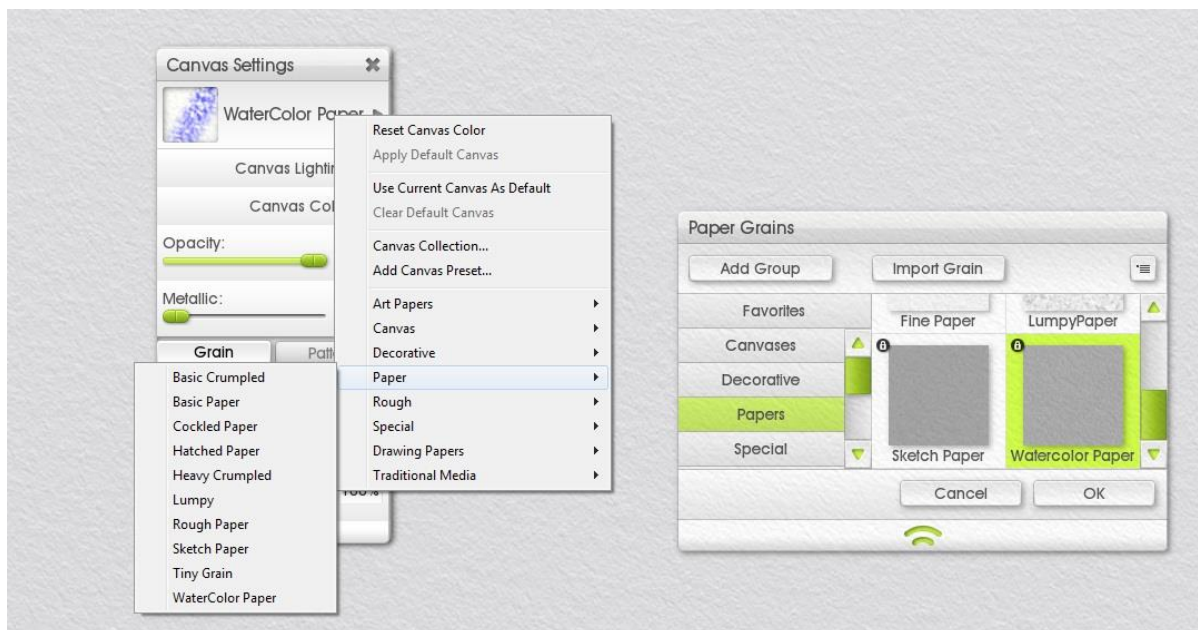 Canvas Settings
WaterColor Paper
Canvas
Canvas
Opacity:
Metallic:
Grain
100%
Reset Canvas Color
Apply Default Canvas
Use Current Canvas As Default
Clear Default Canvas
Canvas Collection...
Add Canvas Preset...
Art Papers
Canvas
Decorative
Paper
Rough
Special
Drawing Papers
Traditional Media
Basic Crumpled
Basic Paper
Cockled Paper
Hatched Paper
Heavy Crumpled
Lumpy
Rough Paper
Sketch Paper
Tiny Grain
WaterColor Paper
Paper Grains
Add Group
Import Grain
Favorites
Canvases
Decorative
Papers
Special
Fine Paper
LumpyPaper
Sketch Paper
Watercolor Paper
Cancel
OK